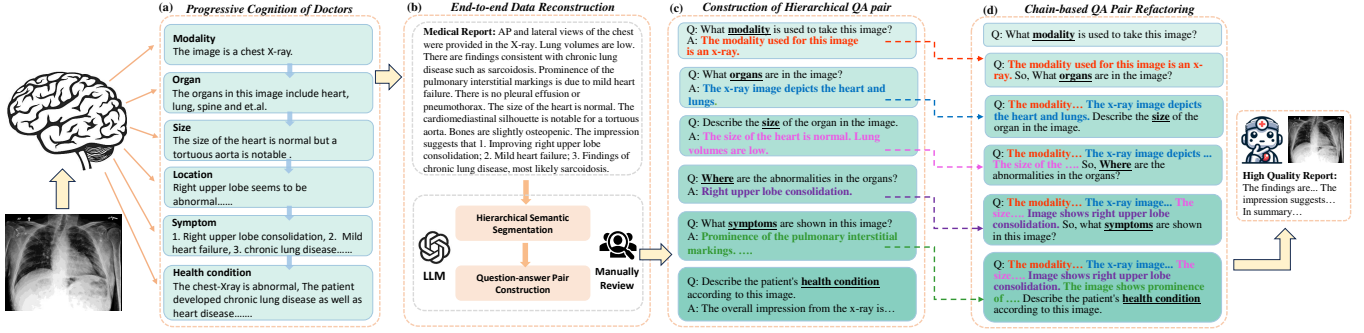 (a)
Progressive Cognition of Doctors
Modality
The image is a chest X-ray.
Organ
The organs in this image include heart,
lung, spine and et.al.
Size
The size of the heart is normal but a
tortuous aorta is notable .
Location
Right upper lobe seems to be
abnormal......
Symptom
1. Right upper lobe consolidation, 2. Mild
heart failure, 3. chronic lung disease......
Health condition
The chest-Xray is abnormal, The patient
developed chronic lung disease as well as
heart disease.......
(b)
End-to-end Data Reconstruction
Medical Report: AP and lateral views of the chest
were provided in the X-ray. Lung volumes are low.
There are findings consistent with chronic lung
disease such as sarcoidosis. Prominence of the
pulmonary interstitial markings is due to mild heart
failure. There is no pleural effusion or
pneumothorax. The size of the heart is normal. The
cardiomediastinal silhouette is notable for a tortuous
aorta. Bones are slightly osteopenic. The impression
suggests that 1. Improving right upper lobe
consolidation; 2. Mild heart failure; 3. Findings of
chronic lung disease, most likely sarcoidosis.
Hierarchical Semantic
Segmentation
LLM
Question-answer Pair
Construction
Manually
Review
(c)
Construction of Hierarchical QA pair
Q: What modality is used to take this image?
A: The modality used for this image
is an x-ray.
Q: What organs are in the image?
A: The x-ray image depicts the heart and
lungs.
Q: Describe the size of the organ in the image.
A: The size of the heart is normal. Lung
volumes are low.
Q: Where are the abnormalities in the organs?
A: Right upper lobe consolidation.
Q: What symptoms are shown in this image?
A: Prominence of the pulmonary interstitial
markings. ….
Q: Describe the patient's health condition
according to this image.
A: The overall impression from the x-ray is…
(d)
Chain-based QA Pair Refactoring
Q: What modality is used to take this image?
Q: The modality used for this image is an x-
ray. So, What organs are in the image?
Q: The modality… The x-ray image depicts
the heart and lungs. Describe the size of the
organ in the image.
Q: The modality… The x-ray image depicts ...
The size of the …. So, Where are the
abnormalities in the organs?
Q: The modality… The x-ray image... The
size…. Image shows right upper lobe
consolidation. So, what symptoms are shown
in this image?
Q: The modality… The x-ray image... The
size…. Image shows right upper lobe
consolidation. The image shows prominence
of …. Describe the patient's health condition
according to this image.
High Quality Report:
The findings are... The
impression suggests…
In summary…